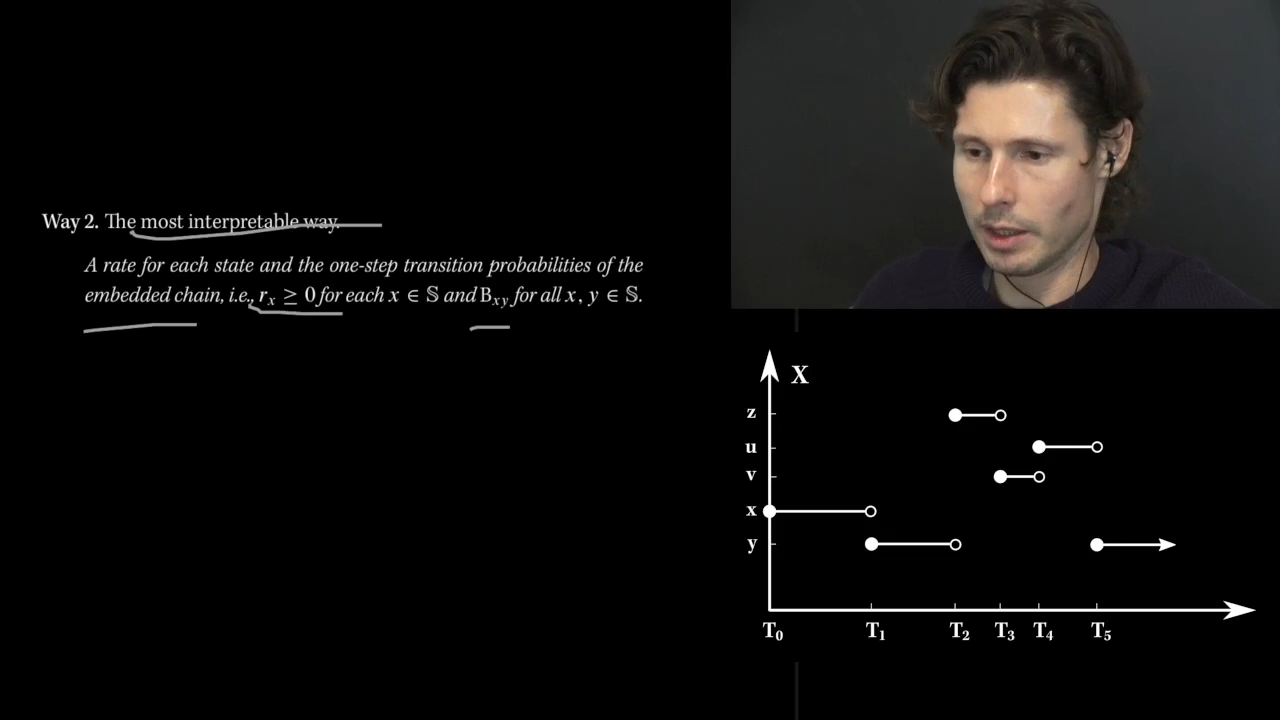 Way 2. The most interpretable way.
A rate for each state and the one-step transition probabilities of the
embedded chain, i.e., rₓ ≥ 0 for each x ∈ 𝕊 and Bₓᵧ for all x, y ∈ 𝕊.
X
z
u
v
x
y
T₀ T₁ T₂ T₃ T₄ T₅